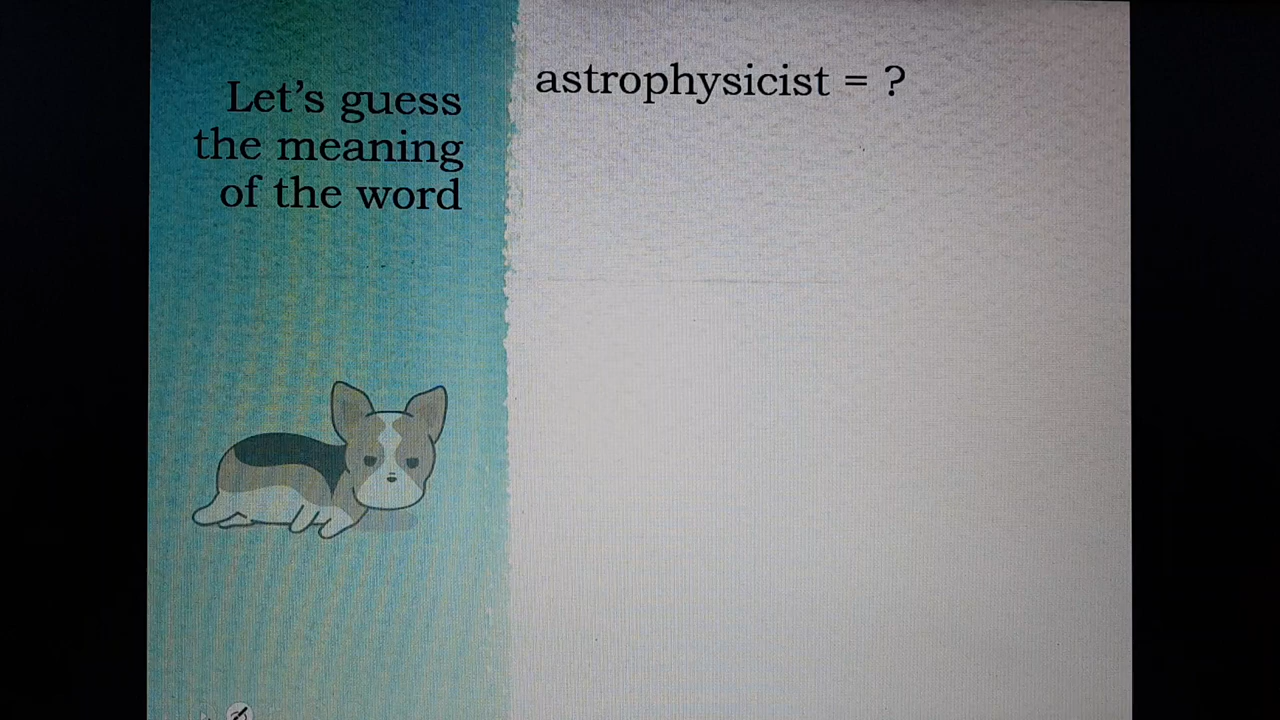 Let's guess
the meaning
of the word
astrophysicist = ?